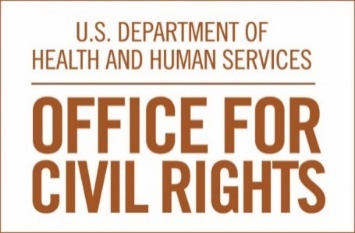 U.S. DEPARTMENT OF
HEALTH AND HUMAN SERVICES
OFFICE FOR
CIVIL RIGHTS